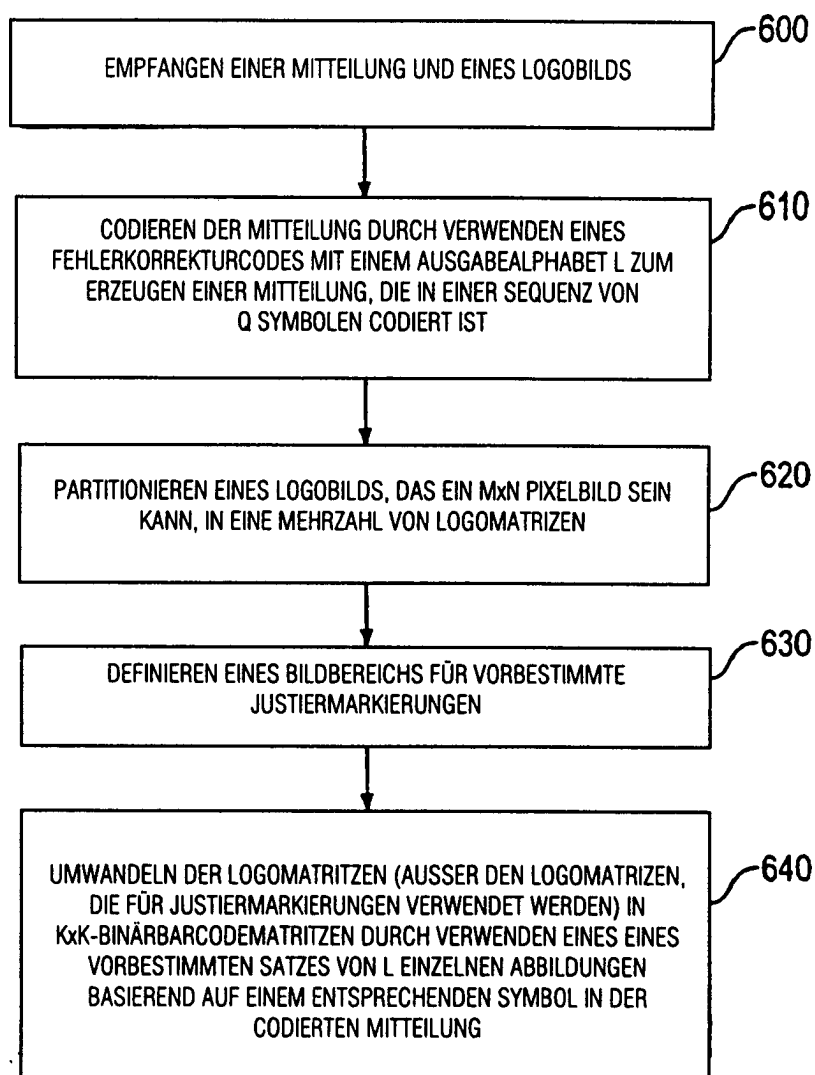 600
EMPFANGEN EINER MITTEILUNG UND EINES LOGOBILDS
610
CODIEREN DER MITTEILUNG DURCH VERWENDEN EINES
FEHLERKORREKTURCODES MIT EINEM AUSGABEALPHABET L ZUM
ERZEUGEN EINER MITTEILUNG, DIE IN EINER SEQUENZ VON
Q SYMBOLEN CODIERT IST
620
PARTITIONIEREN EINES LOGOBILDS, DAS EIN MxN PIXELBILD SEIN
KANN, IN EINE MEHRZAHL VON LOGOMATRIZEN
630
DEFINIEREN EINES BILDBEREICHS FÜR VORBESTIMMTE
JUSTIERMARKIERUNGEN
640
UMWANDELN DER LOGOMATRITZEN (AUSSER DEN LOGOMATRIZEN,
DIE FÜR JUSTIERMARKIERUNGEN VERWENDET WERDEN) IN
KxK-BINÄRBARCODEMATRITZEN DURCH VERWENDEN EINES EINES
VORBESTIMMTEN SATZES VON L EINZELNEN ABBILDUNGEN
BASIEREND AUF EINEM ENTSPRECHENDEN SYMBOL IN DER
CODIERTEN MITTEILUNG